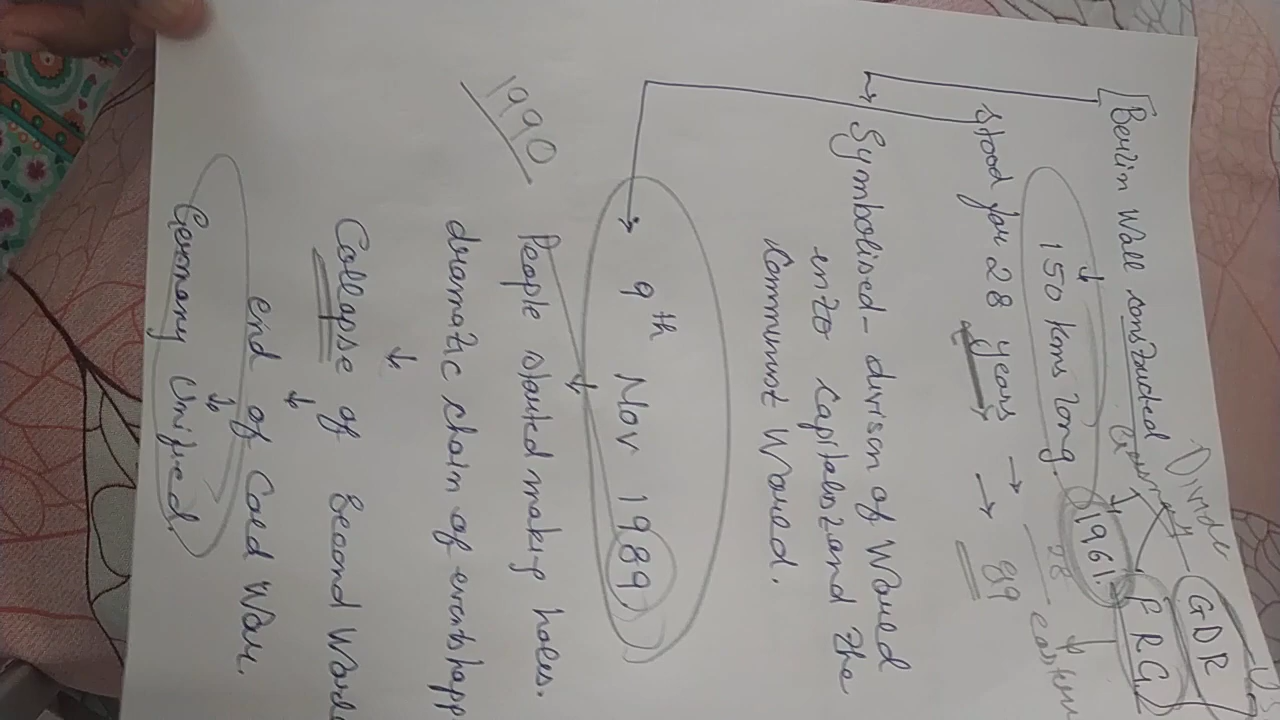 Divide
Germany
GDR
[Berlin Wall constructed
1961.
FRG
150 kms long
eastern
28
Stood for 28 years → 
→ 89
↳ Symbolised - division of World
into capitalist and the
Communist World.
→ 9th Nov 1989
1990
People started making holes.
dramatic chain of events happ
↓
Collapse of Second World
↓
end of Cold War.
↓
Germany Unified.